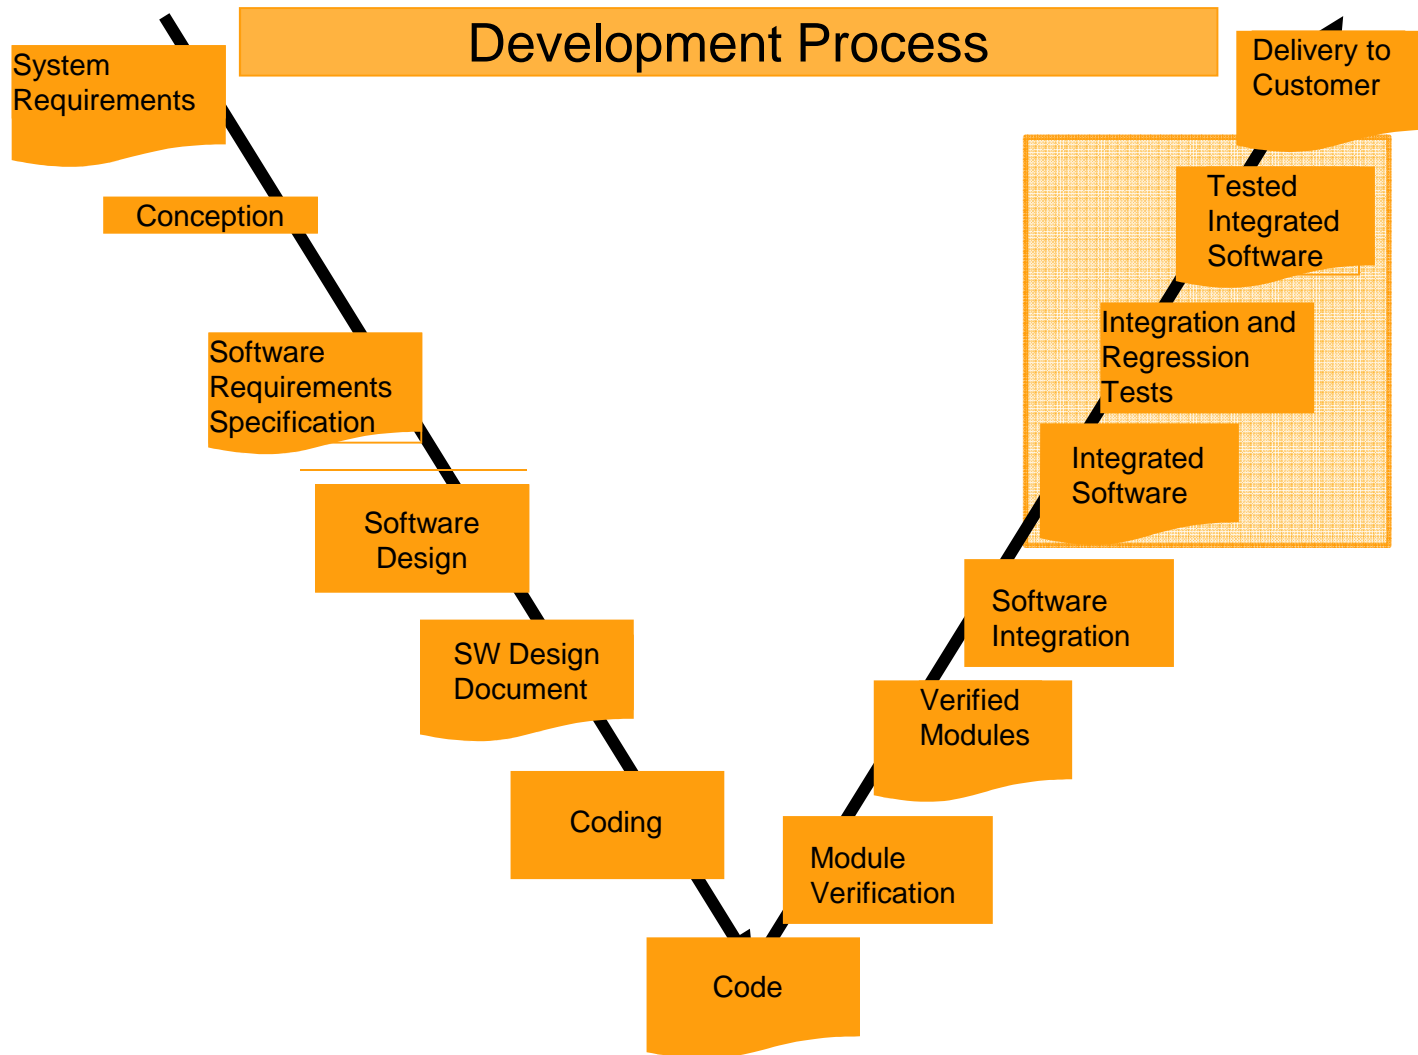 Development Process
System
Requirements
Conception
Software
Requirements
Specification
Software
Design
SW Design
Document
Coding
Code
Module
Verification
Verified
Modules
Software
Integration
Integrated
Software
Integration and
Regression
Tests
Tested
Integrated
Software
Delivery to
Customer